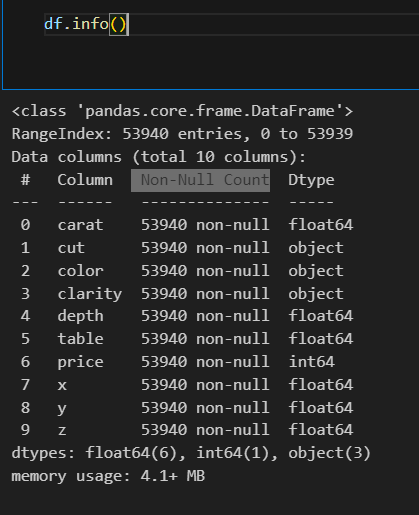 df.info()
<class 'pandas.core.frame.DataFrame'>
RangeIndex: 53940 entries, 0 to 53939
Data columns (total 10 columns):
 #   Column   Non-Null Count  Dtype
---  ------   --------------  -----
 0   carat    53940 non-null  float64
 1   cut      53940 non-null  object
 2   color    53940 non-null  object
 3   clarity  53940 non-null  object
 4   depth    53940 non-null  float64
 5   table    53940 non-null  float64
 6   price    53940 non-null  int64
 7   x        53940 non-null  float64
 8   y        53940 non-null  float64
 9   z        53940 non-null  float64
dtypes: float64(6), int64(1), object(3)
memory usage: 4.1+ MB